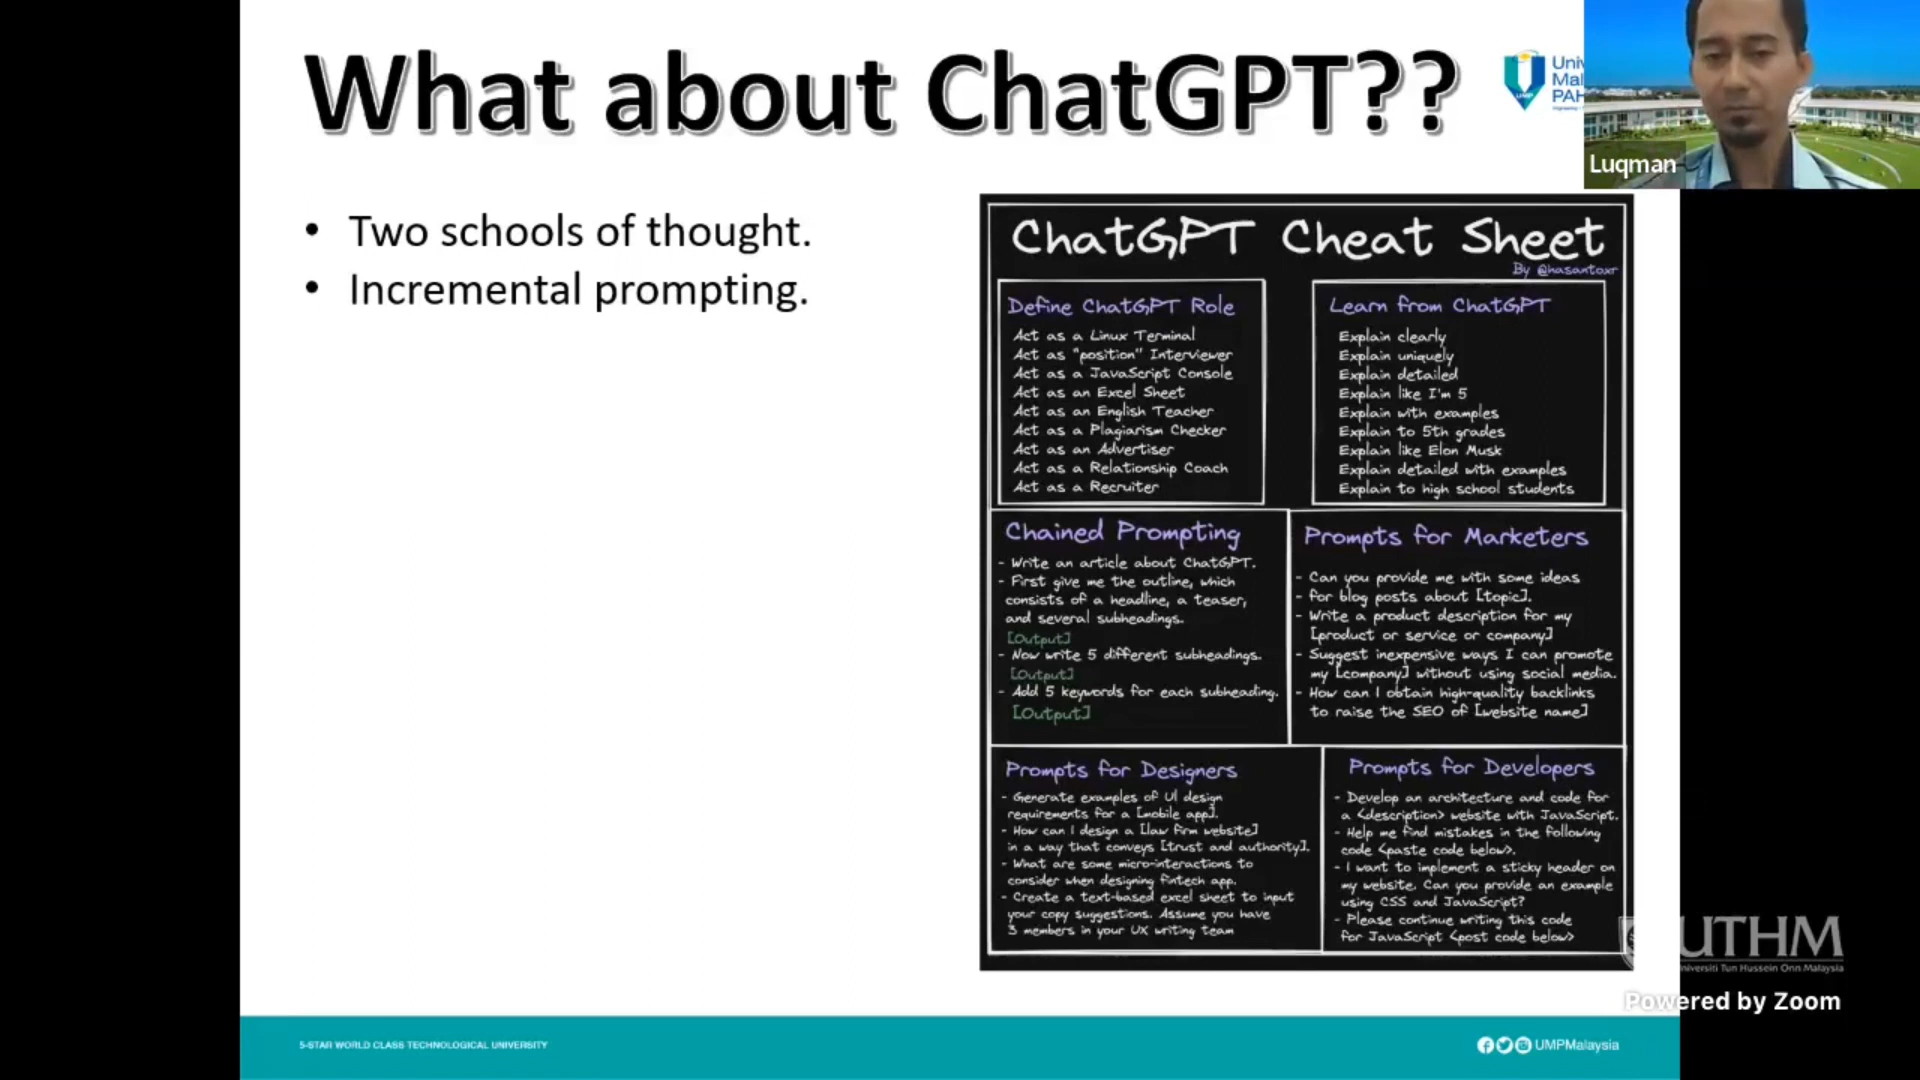 What about ChatGPT??
Luqman
• Two schools of thought.
• Incremental prompting.
ChatGPT Cheat Sheet
By @hasantoxr
Define ChatGPT Role
Act as a Linux Terminal
Act as "position" Interviewer
Act as a JavaScript Console
Act as an Excel Sheet
Act as an English Teacher
Act as a Plagiarism Checker
Act as an Advertiser
Act as a Relationship Coach
Act as a Recruiter
Learn from ChatGPT
Explain clearly
Explain uniquely
Explain detailed
Explain like I'm 5
Explain with examples
Explain to 5th grades
Explain like Elon Musk
Explain detailed with examples
Explain to high school students
Chained Prompting
- Write an article about ChatGPT.
- First give me the outline, which
consists of a headline, a teaser,
and several subheadings.
[Output]
- Now write 5 different subheadings.
[Output]
- Add 5 keywords for each subheading.
[Output]
Prompts for Marketers
- Can you provide me with some ideas
- for blog posts about [topic].
- Write a product description for my
[product or service or company]
- Suggest inexpensive ways I can promote
my [company] without using social media.
- How can I obtain high-quality backlinks
to raise the SEO of [website name]
Prompts for Designers
- Generate examples of UI design
requirements for a [mobile app].
- How can I design a [law firm website]
in a way that conveys [trust and authority].
- What are some micro-interactions to
consider when designing fintech app.
- Create a text-based excel sheet to input
your copy suggestions. Assume you have
3 members in your UX writing team
Prompts for Developers
- Develop an architecture and code for
a <description> website with JavaScript.
- Help me find mistakes in the following
code <paste code below>.
- I want to implement a sticky header on
my website. Can you provide an example
using CSS and JavaScript?
- Please continue writing this code
for JavaScript <post code below>
UTHM
Universiti Tun Hussein Onn Malaysia
Powered by Zoom
5-STAR WORLD CLASS TECHNOLOGICAL UNIVERSITY
UMPMalaysia